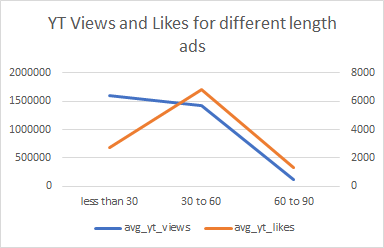 YT Views and Likes for different length
ads
2000000 8000
1500000 6000
1000000 4000
500000 2000
0 0
less than 30 30 to 60 60 to 90
avg_yt_views avg_yt_likes